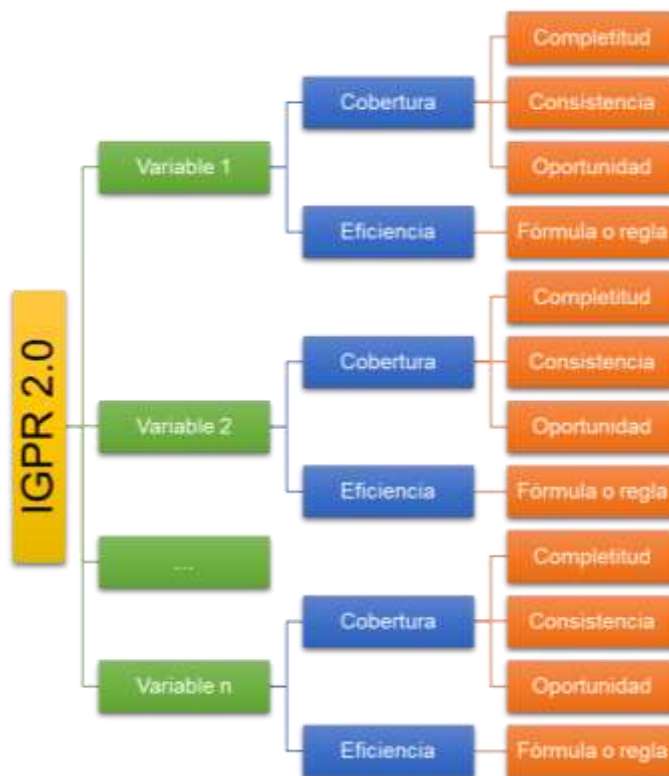 IGPR 2.0
Variable 1
Cobertura
Completitud
Consistencia
Oportunidad
Eficiencia
Fórmula o regla
Variable 2
Cobertura
Completitud
Consistencia
Oportunidad
Eficiencia
Fórmula o regla
...
Variable n
Cobertura
Completitud
Consistencia
Oportunidad
Eficiencia
Fórmula o regla